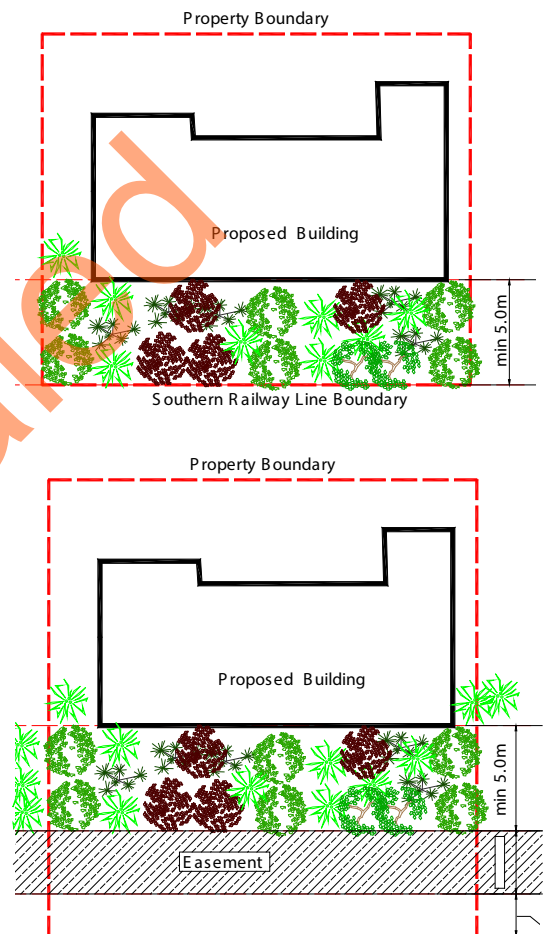 Property Boundary
Proposed Building
min 5.0m
Southern Railway Line Boundary
Property Boundary
Proposed Building
min 5.0m
Easement